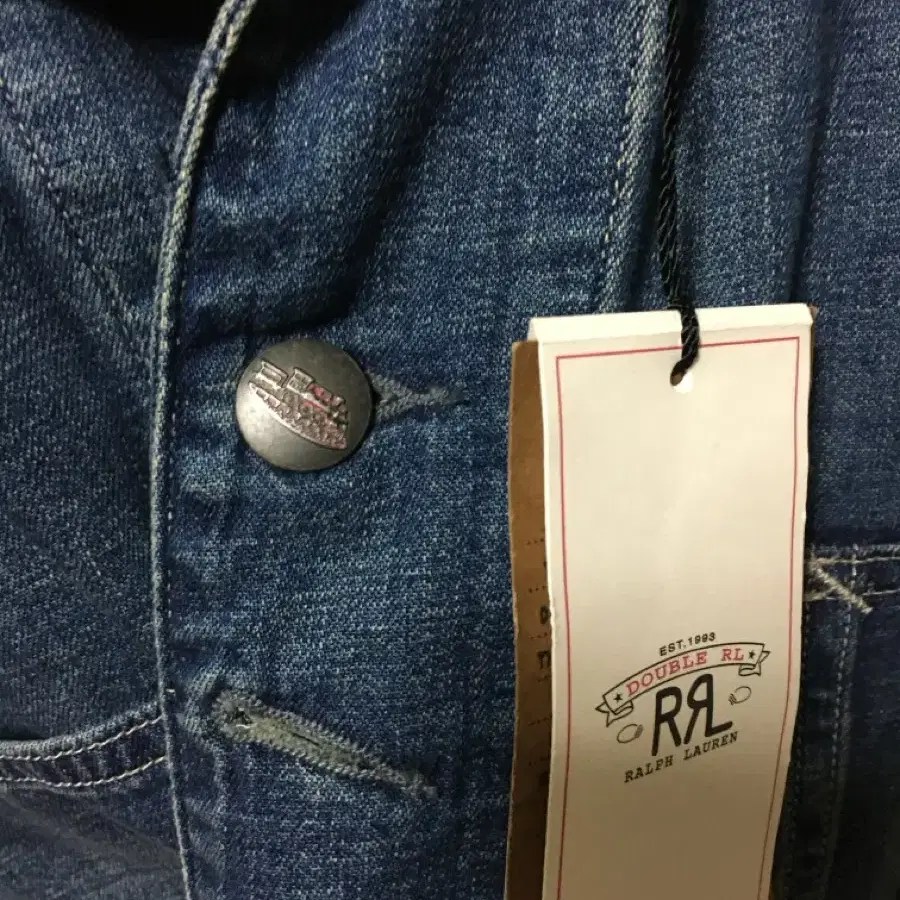 EST.1993
DOUBLE RL
RRL
RALPH LAUREN